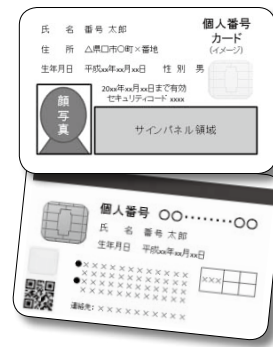 氏 名 番号 太郎
個人番号
カード
(イメージ)
住 所 △県□市○町×番地
生年月日 平成xx年xx月xx日 性 別 男
20xx年xx月xx日まで有効
セキュリティコード xxxx
顔写真
サインパネル領域
個人番号 ○○・・・・・・・・○○
氏 名 番号 太郎
生年月日 平成xx年xx月xx日
●×××××××××××
×××××××××××
●×××××××××××
×××××××××××
×××
連絡先:×××××××××××